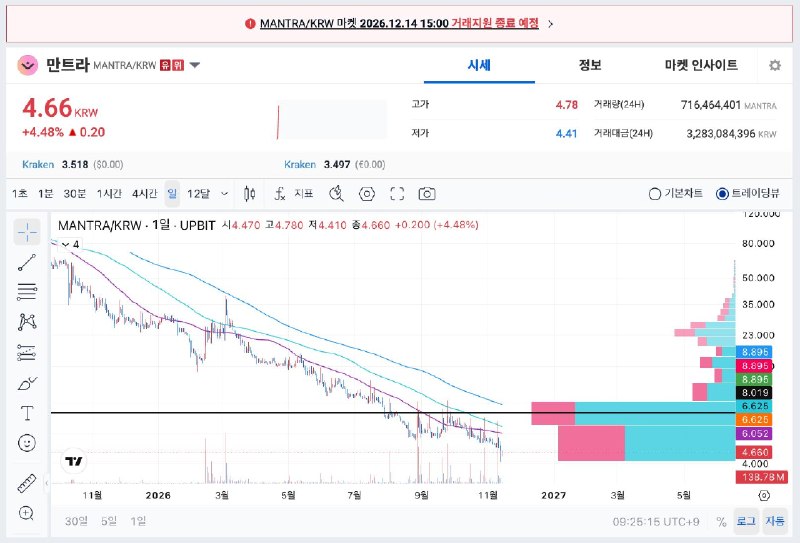 MANTRA/KRW 마켓 2026.12.14 15:00 거래지원 종료 예정 >
만트라 MANTRA/KRW 유 위
시세 정보 마켓 인사이트
4.66 KRW
+4.48% ▲ 0.20
고가 4.78 거래량(24H) 716,464,401 MANTRA
저가 4.41 거래대금(24H) 3,283,084,396 KRW
Kraken 3.518 ($0.00) Kraken 3.497 (€0.00)
1초 1분 30분 1시간 4시간 일 12달 지표 기본차트 트레이딩뷰
MANTRA/KRW · 1일 · UPBIT 시4.470 고4.780 저4.410 종4.660 +0.200 (+4.48%)
4
120.000
80.000
50.000
35.000
23.000
8.895
8.895
8.895
8.019
6.625
6.625
6.052
4.660
4.000
138.78M
11월 2026 3월 5월 7월 9월 11월 2027 3월 5월
30일 5일 1일 09:25:15 UTC+9 % 로그 자동